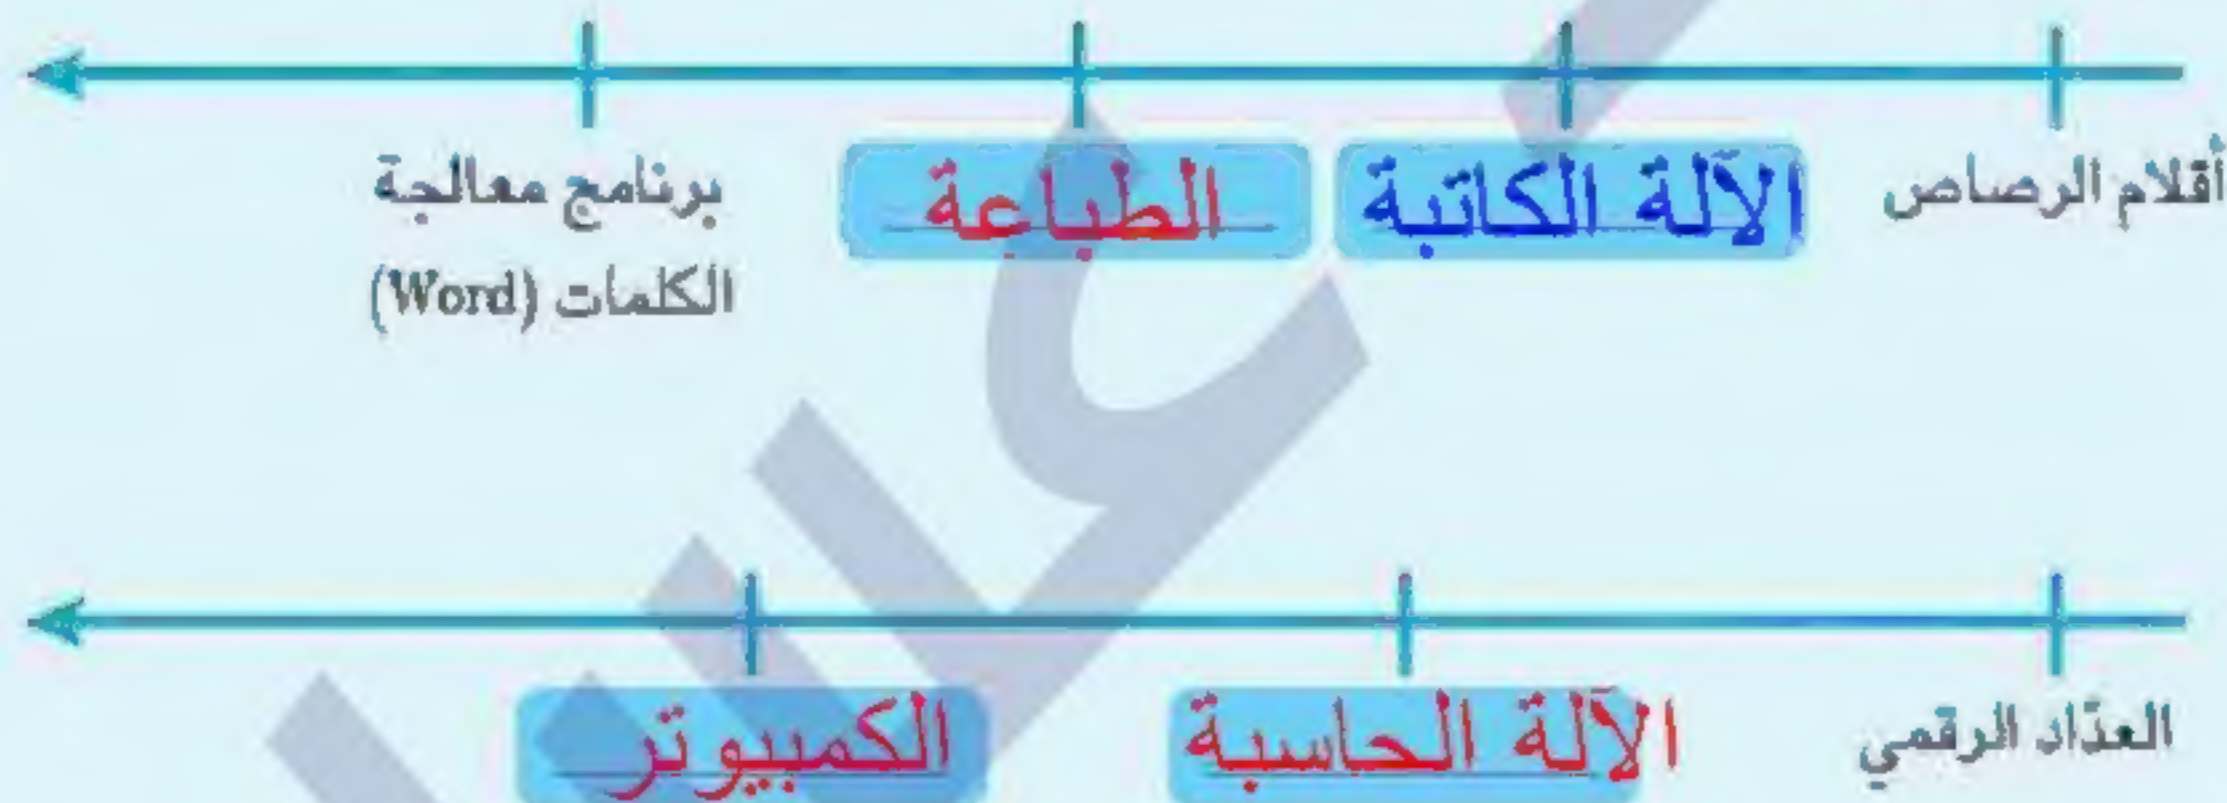 أقلام الرصاص
الآلة الكاتبة
الطباعة
برنامج معالجة
الكلمات (Word)
العدّاد الرقمي
الآلة الحاسبة
الكمبيوتر